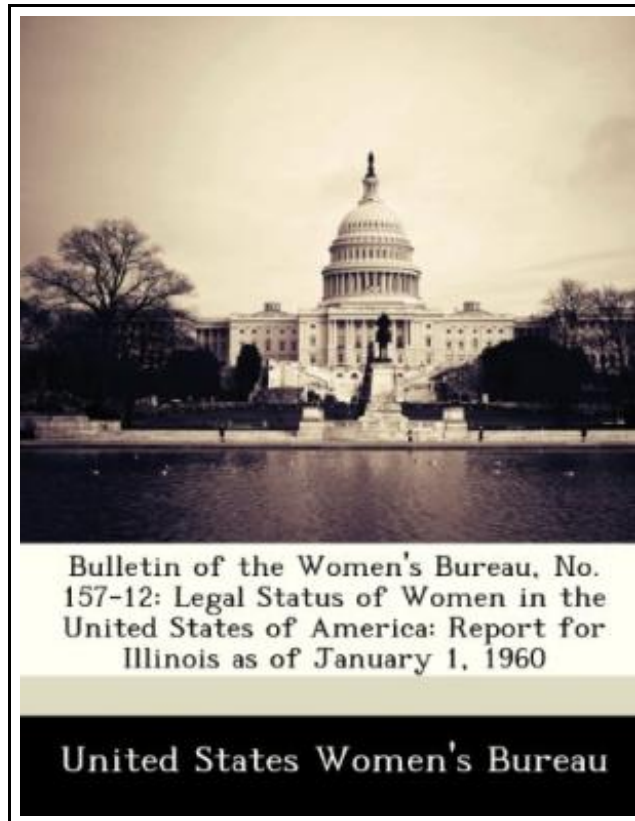 Bulletin of the Women's Bureau, No.
157-12: Legal Status of Women in the
United States of America: Report for
Illinois as of January 1, 1960
United States Women's Bureau